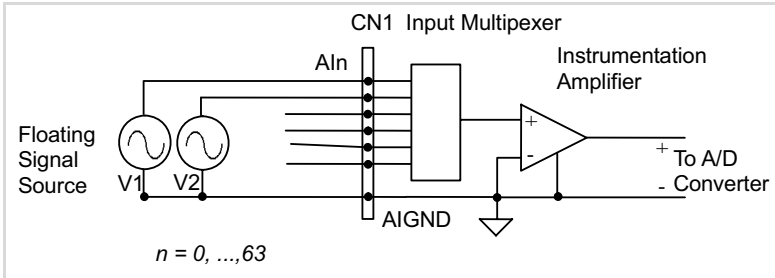 CN1 Input Multipexer
AIn
Instrumentation
Amplifier
Floating
Signal
Source
V1
V2
+
-
+
To A/D
-
Converter
AIGND
n = 0, ...,63